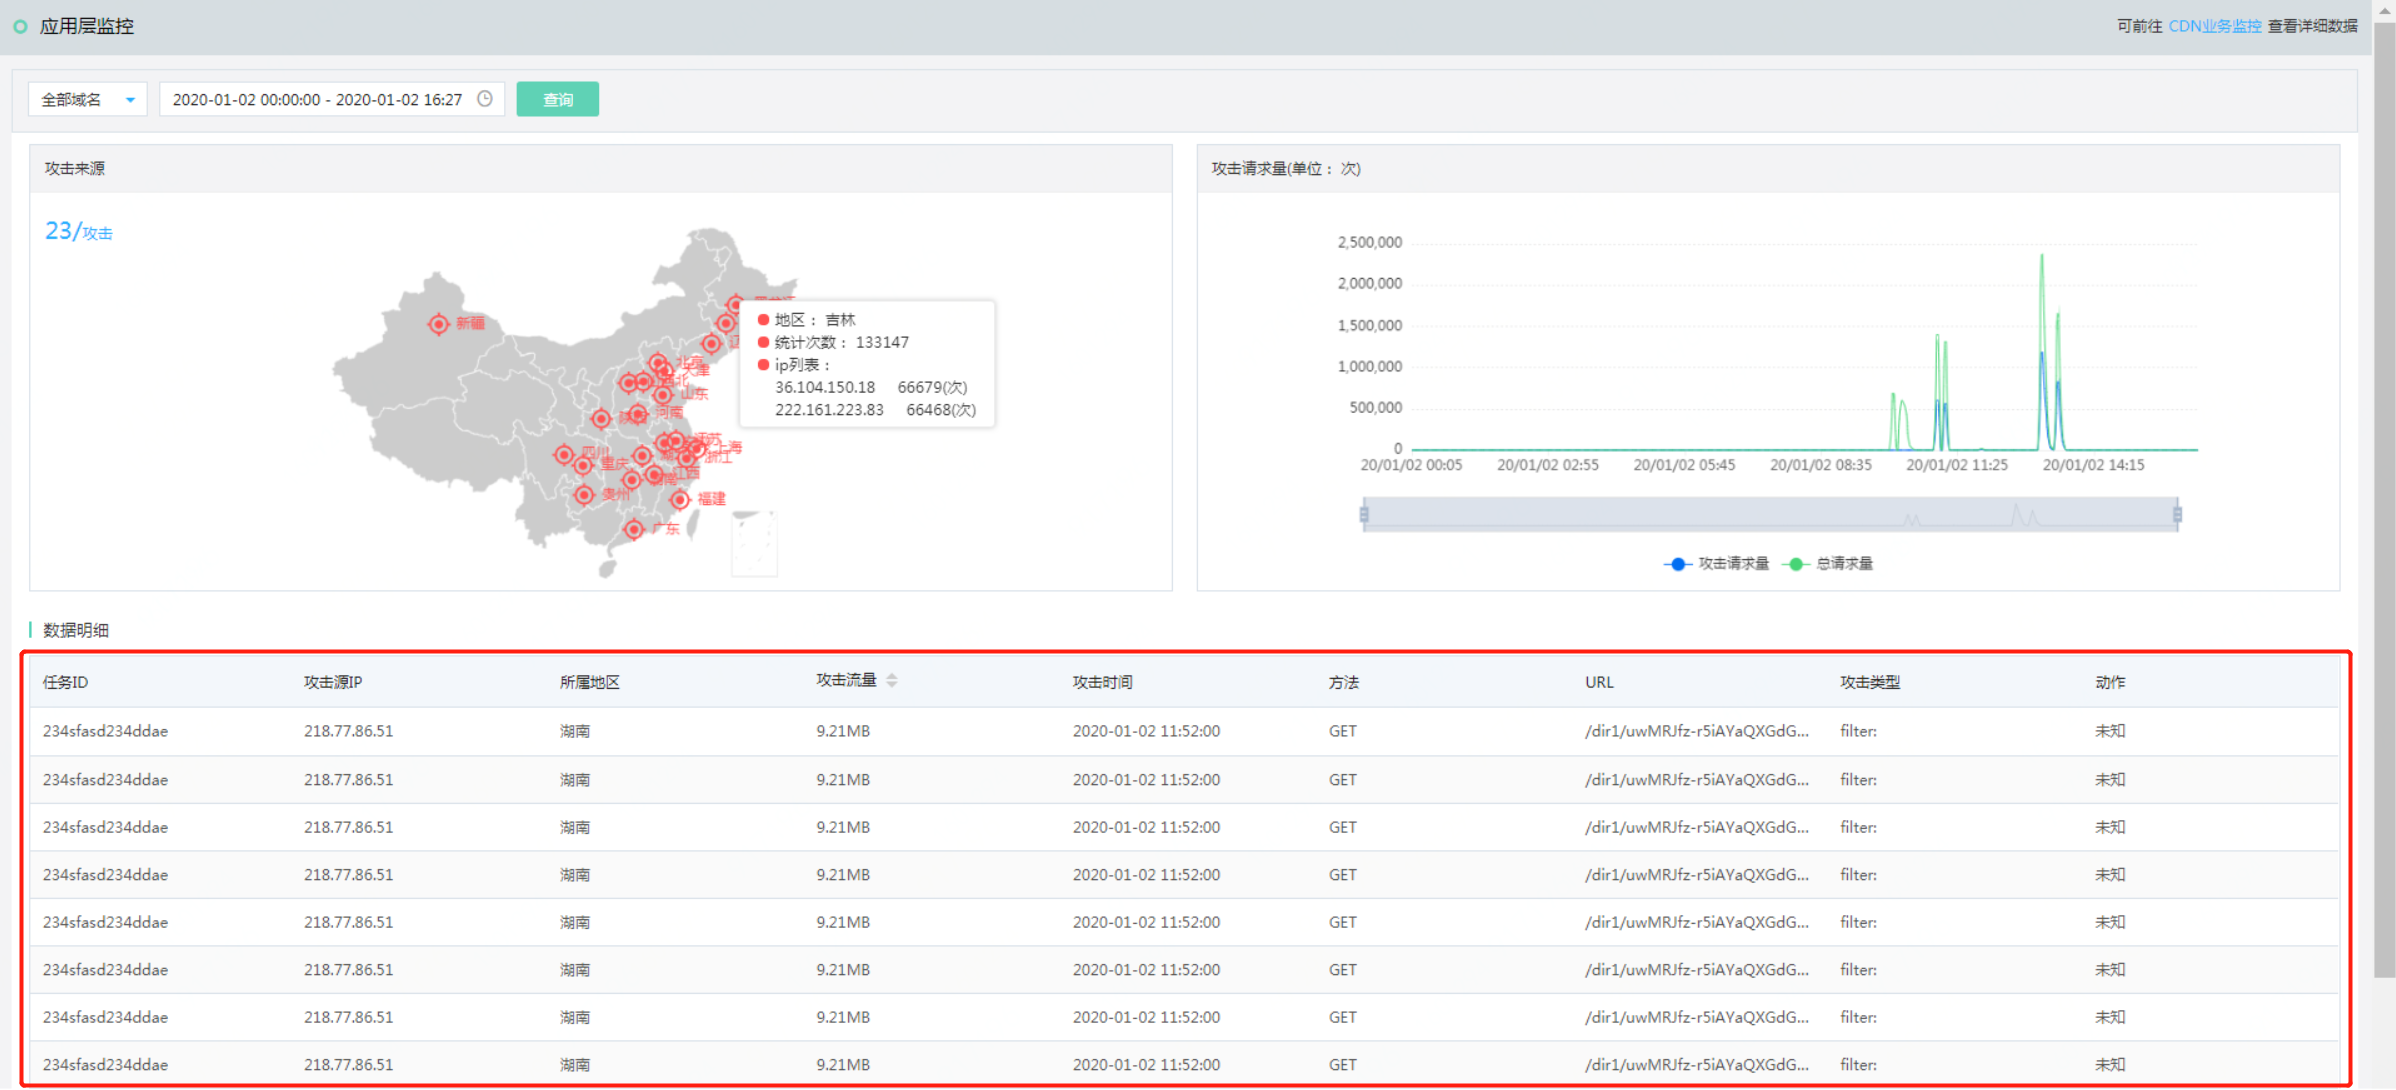 应用层监控
可前往 CDN业务监控 查看详细数据
全部域名
2020-01-02 00:00:00 - 2020-01-02 16:27
查询
攻击来源
23/攻击
新疆
北京
天津
山东
河南
四川
重庆
贵州
上海
浙江
江西
福建
广东
地区： 吉林
统计次数： 133147
ip列表：
36.104.150.18 66679(次)
222.161.223.83 66468(次)
攻击请求量(单位： 次)
2,500,000
2,000,000
1,500,000
1,000,000
500,000
0
20/01/02 00:05 20/01/02 02:55 20/01/02 05:45 20/01/02 08:35 20/01/02 11:25 20/01/02 14:15
攻击请求量 总请求量
数据明细
任务ID 攻击源IP 所属地区 攻击流量 攻击时间 方法 URL 攻击类型 动作
234sfasd234ddae 218.77.86.51 湖南 9.21MB 2020-01-02 11:52:00 GET /dir1/uwMRJfz-r5iAYaQXGdG... filter: 未知
234sfasd234ddae 218.77.86.51 湖南 9.21MB 2020-01-02 11:52:00 GET /dir1/uwMRJfz-r5iAYaQXGdG... filter: 未知
234sfasd234ddae 218.77.86.51 湖南 9.21MB 2020-01-02 11:52:00 GET /dir1/uwMRJfz-r5iAYaQXGdG... filter: 未知
234sfasd234ddae 218.77.86.51 湖南 9.21MB 2020-01-02 11:52:00 GET /dir1/uwMRJfz-r5iAYaQXGdG... filter: 未知
234sfasd234ddae 218.77.86.51 湖南 9.21MB 2020-01-02 11:52:00 GET /dir1/uwMRJfz-r5iAYaQXGdG... filter: 未知
234sfasd234ddae 218.77.86.51 湖南 9.21MB 2020-01-02 11:52:00 GET /dir1/uwMRJfz-r5iAYaQXGdG... filter: 未知
234sfasd234ddae 218.77.86.51 湖南 9.21MB 2020-01-02 11:52:00 GET /dir1/uwMRJfz-r5iAYaQXGdG... filter: 未知
234sfasd234ddae 218.77.86.51 湖南 9.21MB 2020-01-02 11:52:00 GET /dir1/uwMRJfz-r5iAYaQXGdG... filter: 未知